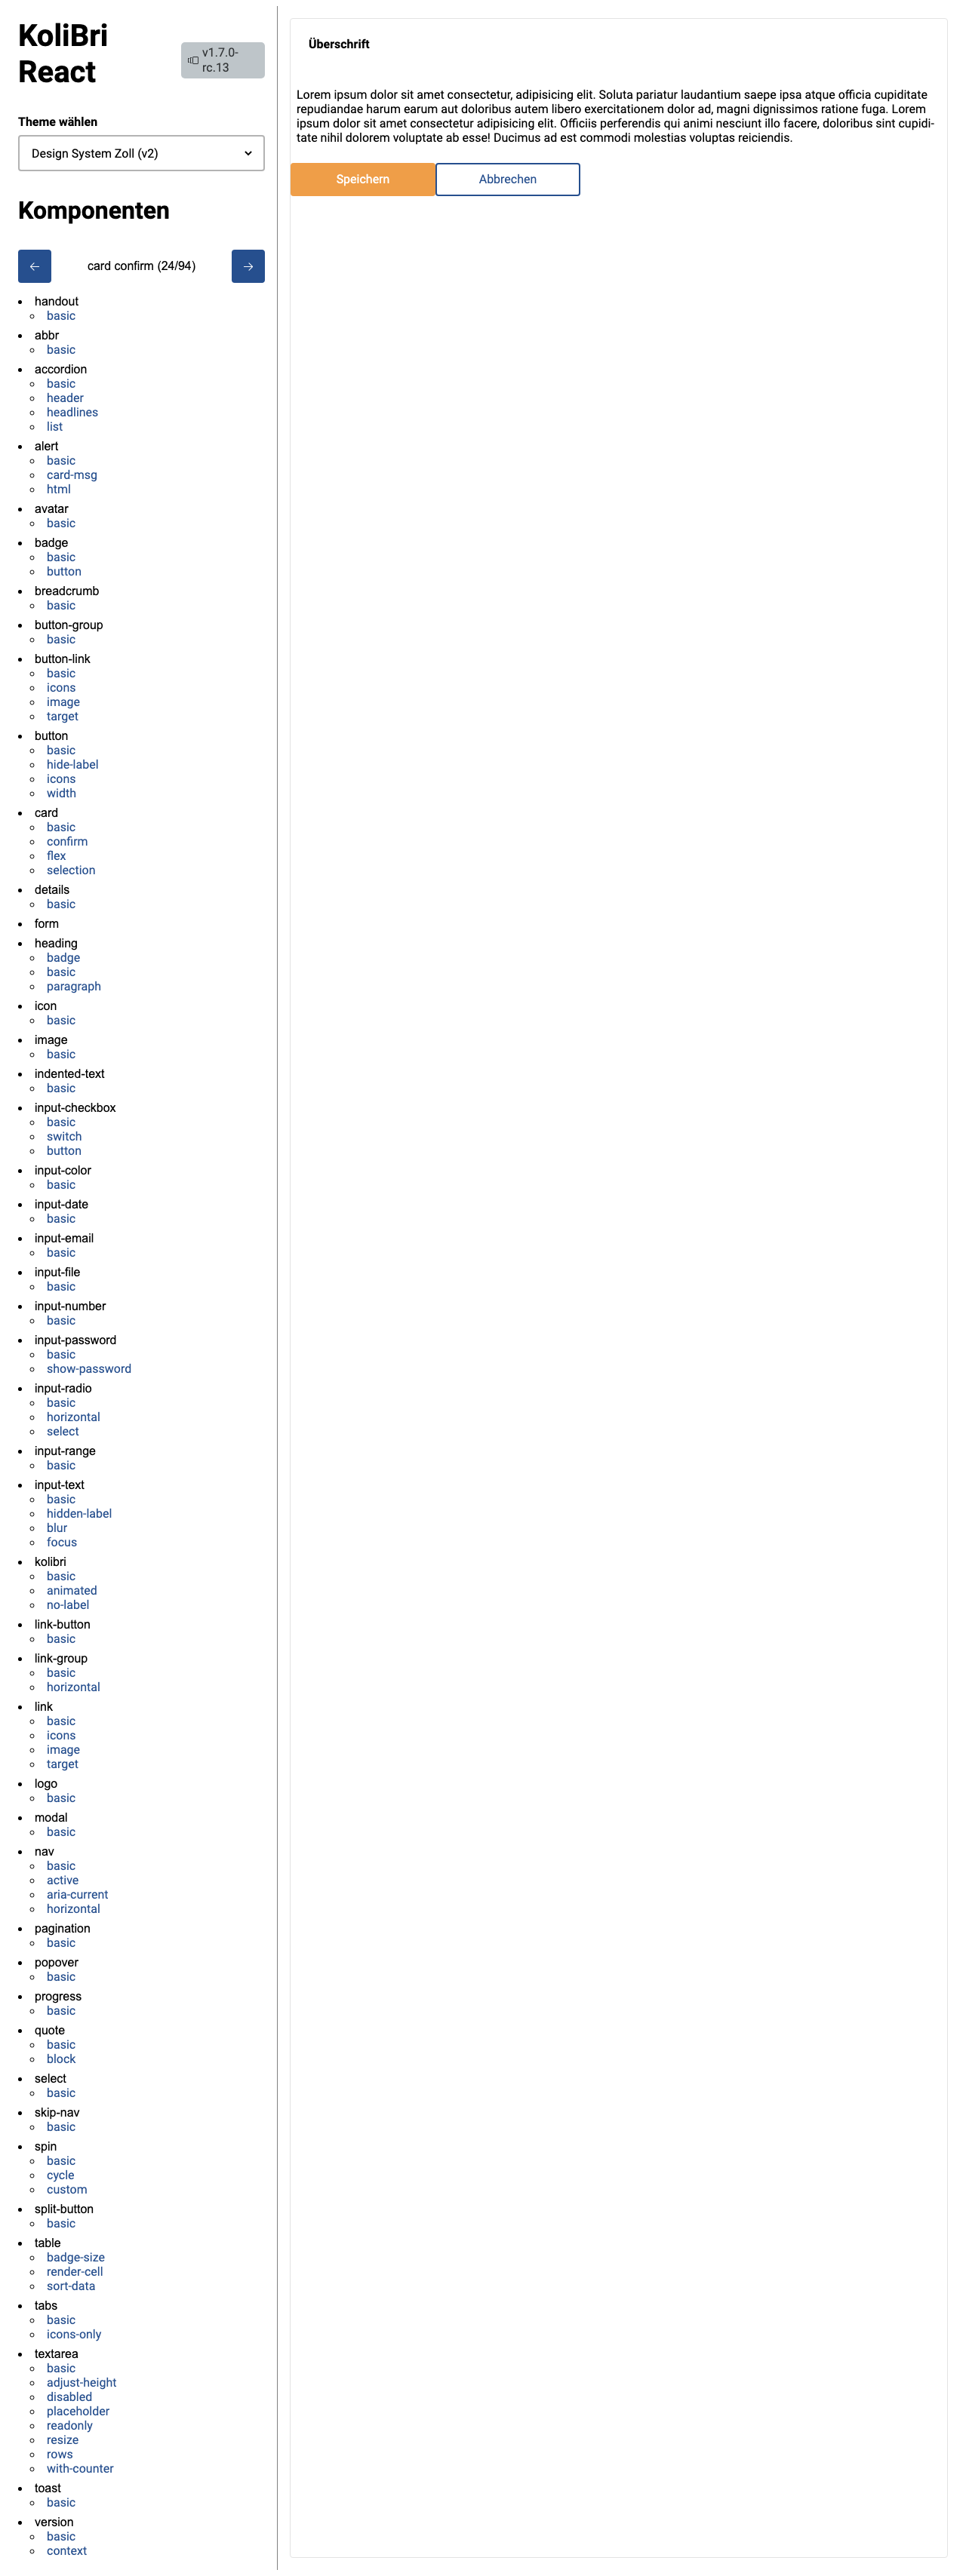 KoliBri
React
v1.7.0-
rc.13
Theme wählen
Design System Zoll (v2)
Komponenten
card confirm (24/94)
handout
basic
abbr
basic
accordion
basic
header
headlines
list
alert
basic
card-msg
html
avatar
basic
badge
basic
button
breadcrumb
basic
button-group
basic
button-link
basic
icons
image
target
button
basic
hide-label
icons
width
card
basic
confirm
flex
selection
details
basic
form
heading
badge
basic
paragraph
icon
basic
image
basic
indented-text
basic
input-checkbox
basic
switch
button
input-color
basic
input-date
basic
input-email
basic
input-file
basic
input-number
basic
input-password
basic
show-password
input-radio
basic
horizontal
select
input-range
basic
input-text
basic
hidden-label
blur
focus
kolibri
basic
animated
no-label
link-button
basic
link-group
basic
horizontal
link
basic
icons
image
target
logo
basic
modal
basic
nav
basic
active
aria-current
horizontal
pagination
basic
popover
basic
progress
basic
quote
basic
block
select
basic
skip-nav
basic
spin
basic
cycle
custom
split-button
basic
table
badge-size
render-cell
sort-data
tabs
basic
icons-only
textarea
basic
adjust-height
disabled
placeholder
readonly
resize
rows
with-counter
toast
basic
version
basic
context
Überschrift
Lorem ipsum dolor sit amet consectetur, adipisicing elit. Soluta pariatur laudantium saepe ipsa atque officia cupiditate
repudiandae harum earum aut doloribus autem libero exercitationem dolor ad, magni dignissimos ratione fuga. Lorem
ipsum dolor sit amet consectetur adipisicing elit. Officiis perferendis qui animi nesciunt illo facere, doloribus sint cupidi-
tate nihil dolorem voluptate ab esse! Ducimus ad est commodi molestias voluptas reiciendis.
Speichern
Abbrechen